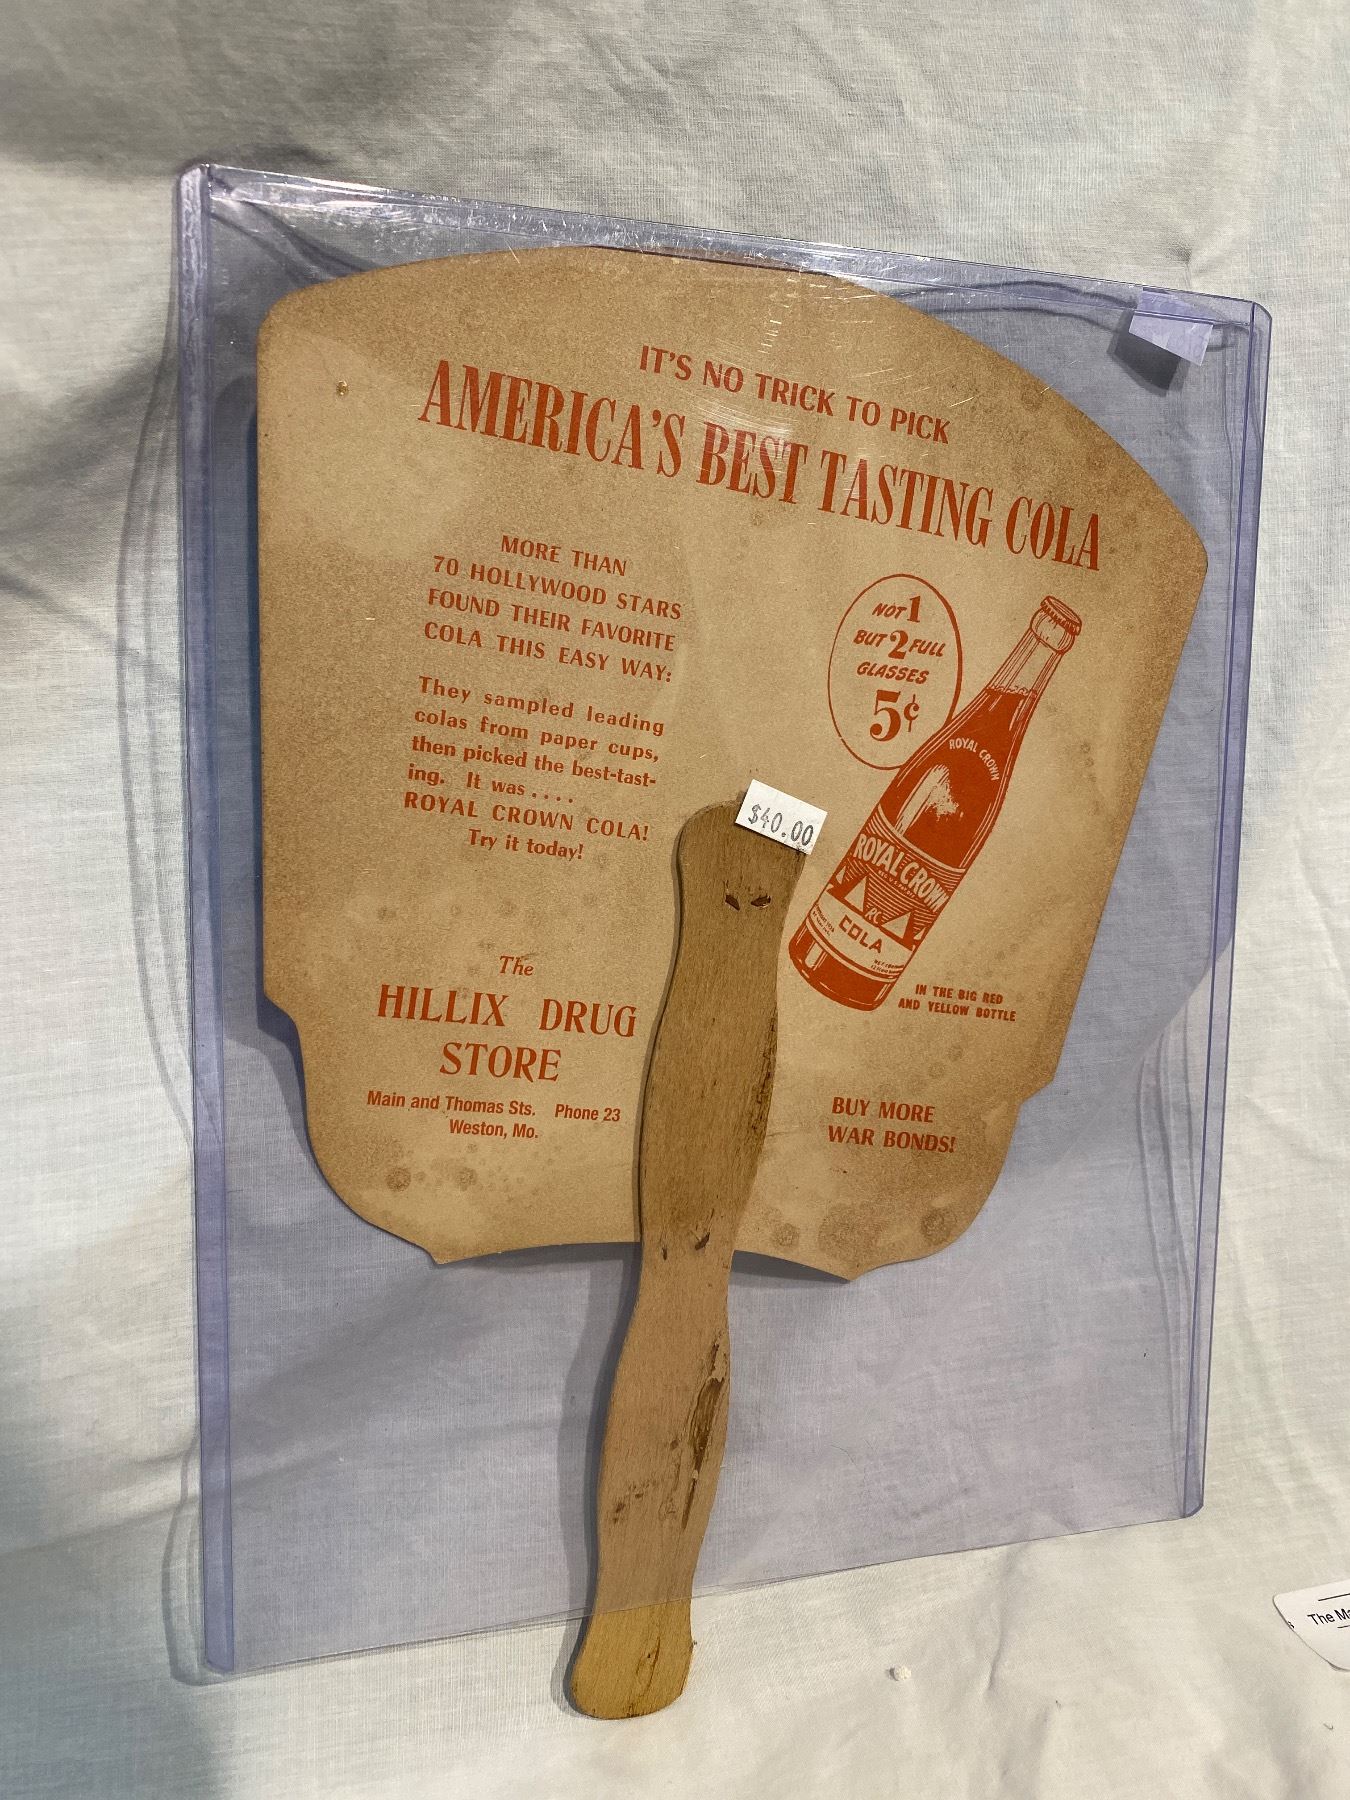 IT'S NO TRICK TO PICK
AMERICA'S BEST TASTING COLA
MORE THAN
70 HOLLYWOOD STARS
FOUND THEIR FAVORITE
COLA THIS EASY WAY:
They sampled leading
colas from paper cups,
then picked the best-tast-
ing. It was . . . .
ROYAL CROWN COLA!
Try it today!
NOT 1
BUT 2 FULL
GLASSES
5¢
ROYAL CROWN
ROYAL CROWN
RC
COLA
IN THE BIG RED
AND YELLOW BOTTLE
$40.00
The
HILLIX DRUG
STORE
Main and Thomas Sts. Phone 23
Weston, Mo.
BUY MORE
WAR BONDS!
The